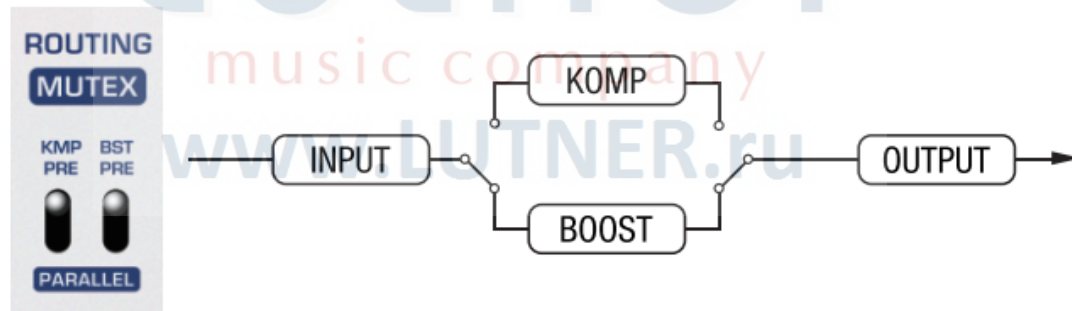 ROUTING
MUTEX
KMP BST
PRE PRE
PARALLEL
music company
www.LUTNER.ru
KOMP
INPUT
OUTPUT
BOOST